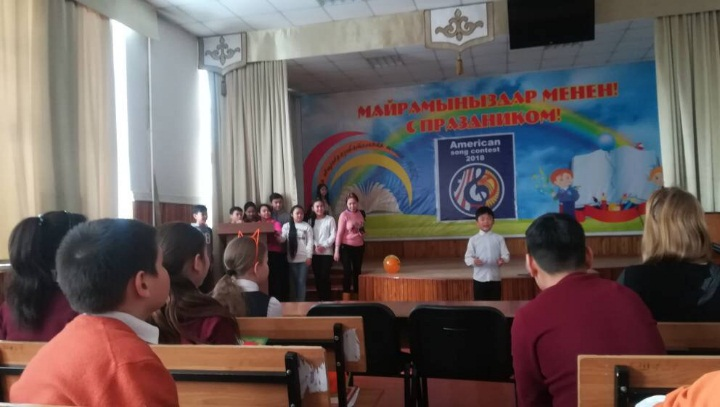 МАЙРАМЫҢЫЗДАР МЕНЕН!
С ПРАЗДНИКОМ!
American
song contest
2018